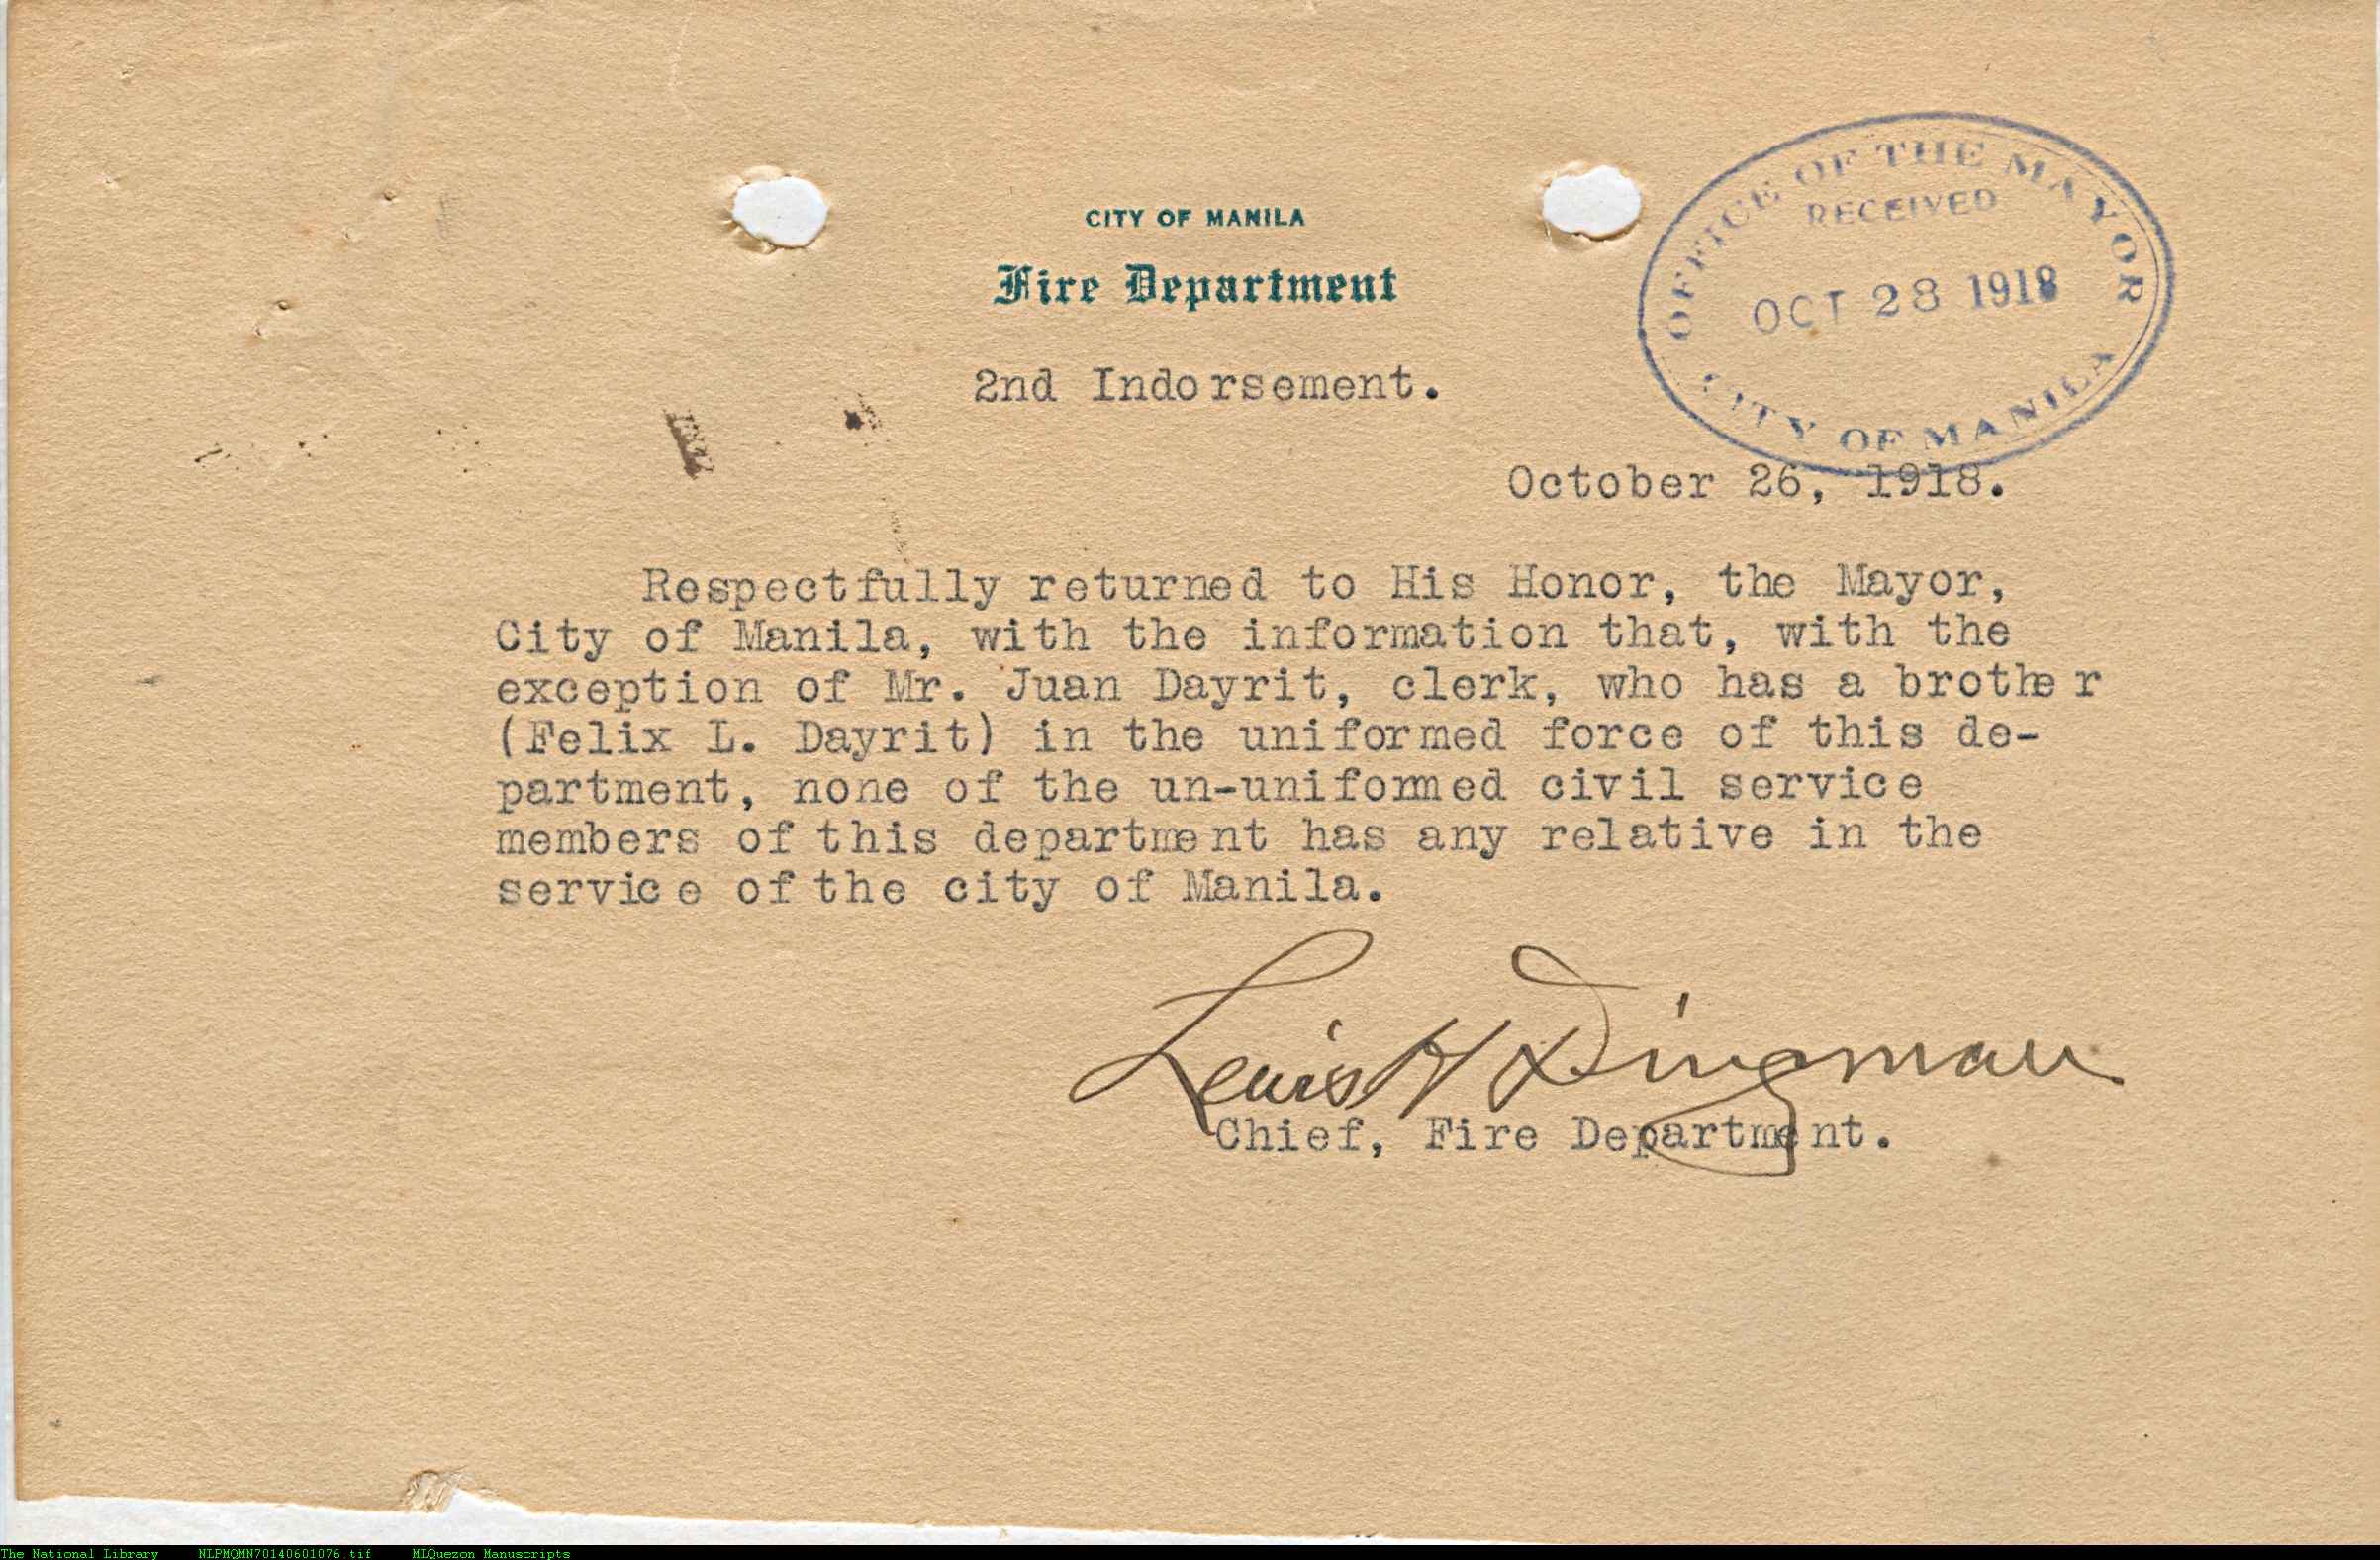 OFFICE OF THE MAYOR
RECEIVED
OCT 28 1918
CITY OF MANILA
CITY OF MANILA
Fire Department
2nd Indorsement.
October 26, 1918.
Respectfully returned to His Honor, the Mayor,
City of Manila, with the information that, with the
exception of Mr. Juan Dayrit, clerk, who has a brother
(Felix L. Dayrit) in the uniformed force of this de-
partment, none of the un-uniformed civil service
members of this department has any relative in the
service of the city of Manila.
Lewis H Dingman
Chief, Fire Department.
The National Library NLPMQMN70140601076.tif MLQuezon Manuscripts